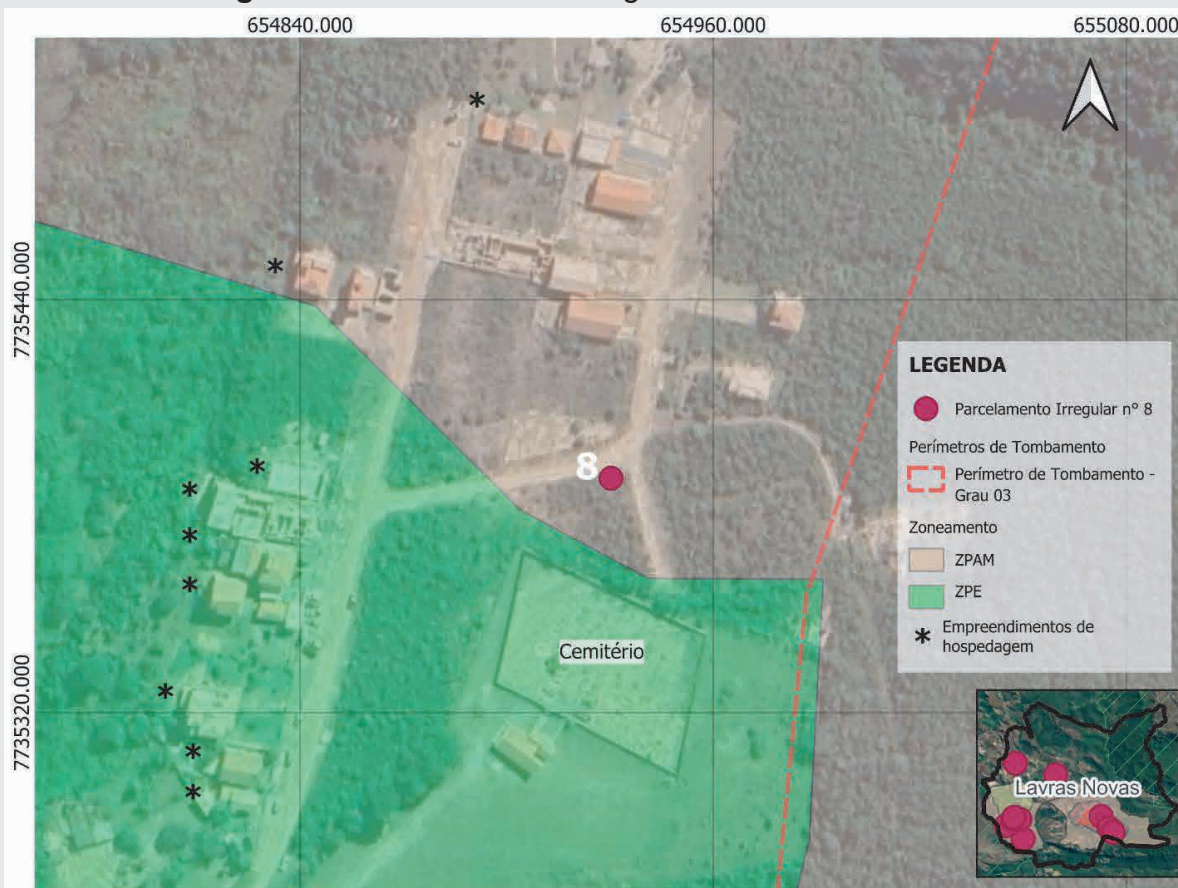 654840.000
654960.000
655080.000
7735440.000
7735320.000
8
Cemitério
LEGENDA
Parcelamento Irregular n° 8
Perímetros de Tombamento
Perímetro de Tombamento -
Grau 03
Zoneamento
ZPAM
ZPE
Empreendimentos de
hospedagem
Lavras Novas